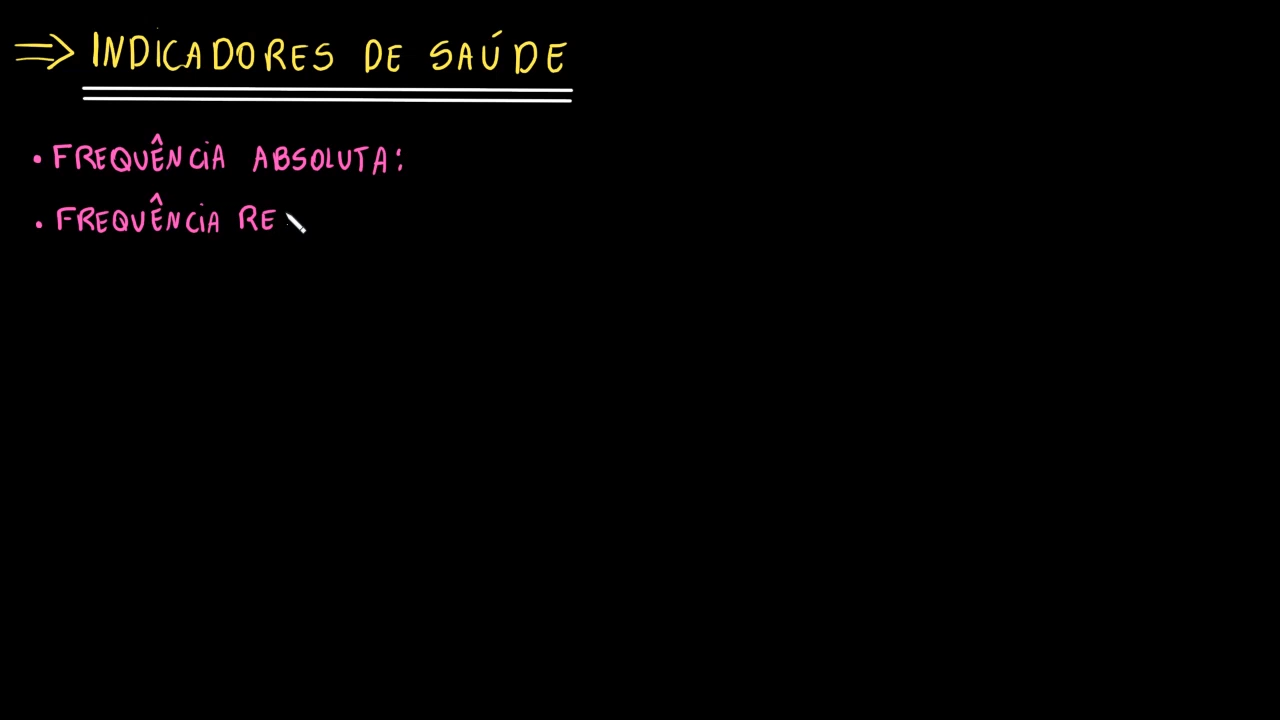 ⇒ INDICADORES DE SAÚDE
• FREQUÊNCIA ABSOLUTA:
• FREQUÊNCIA RE